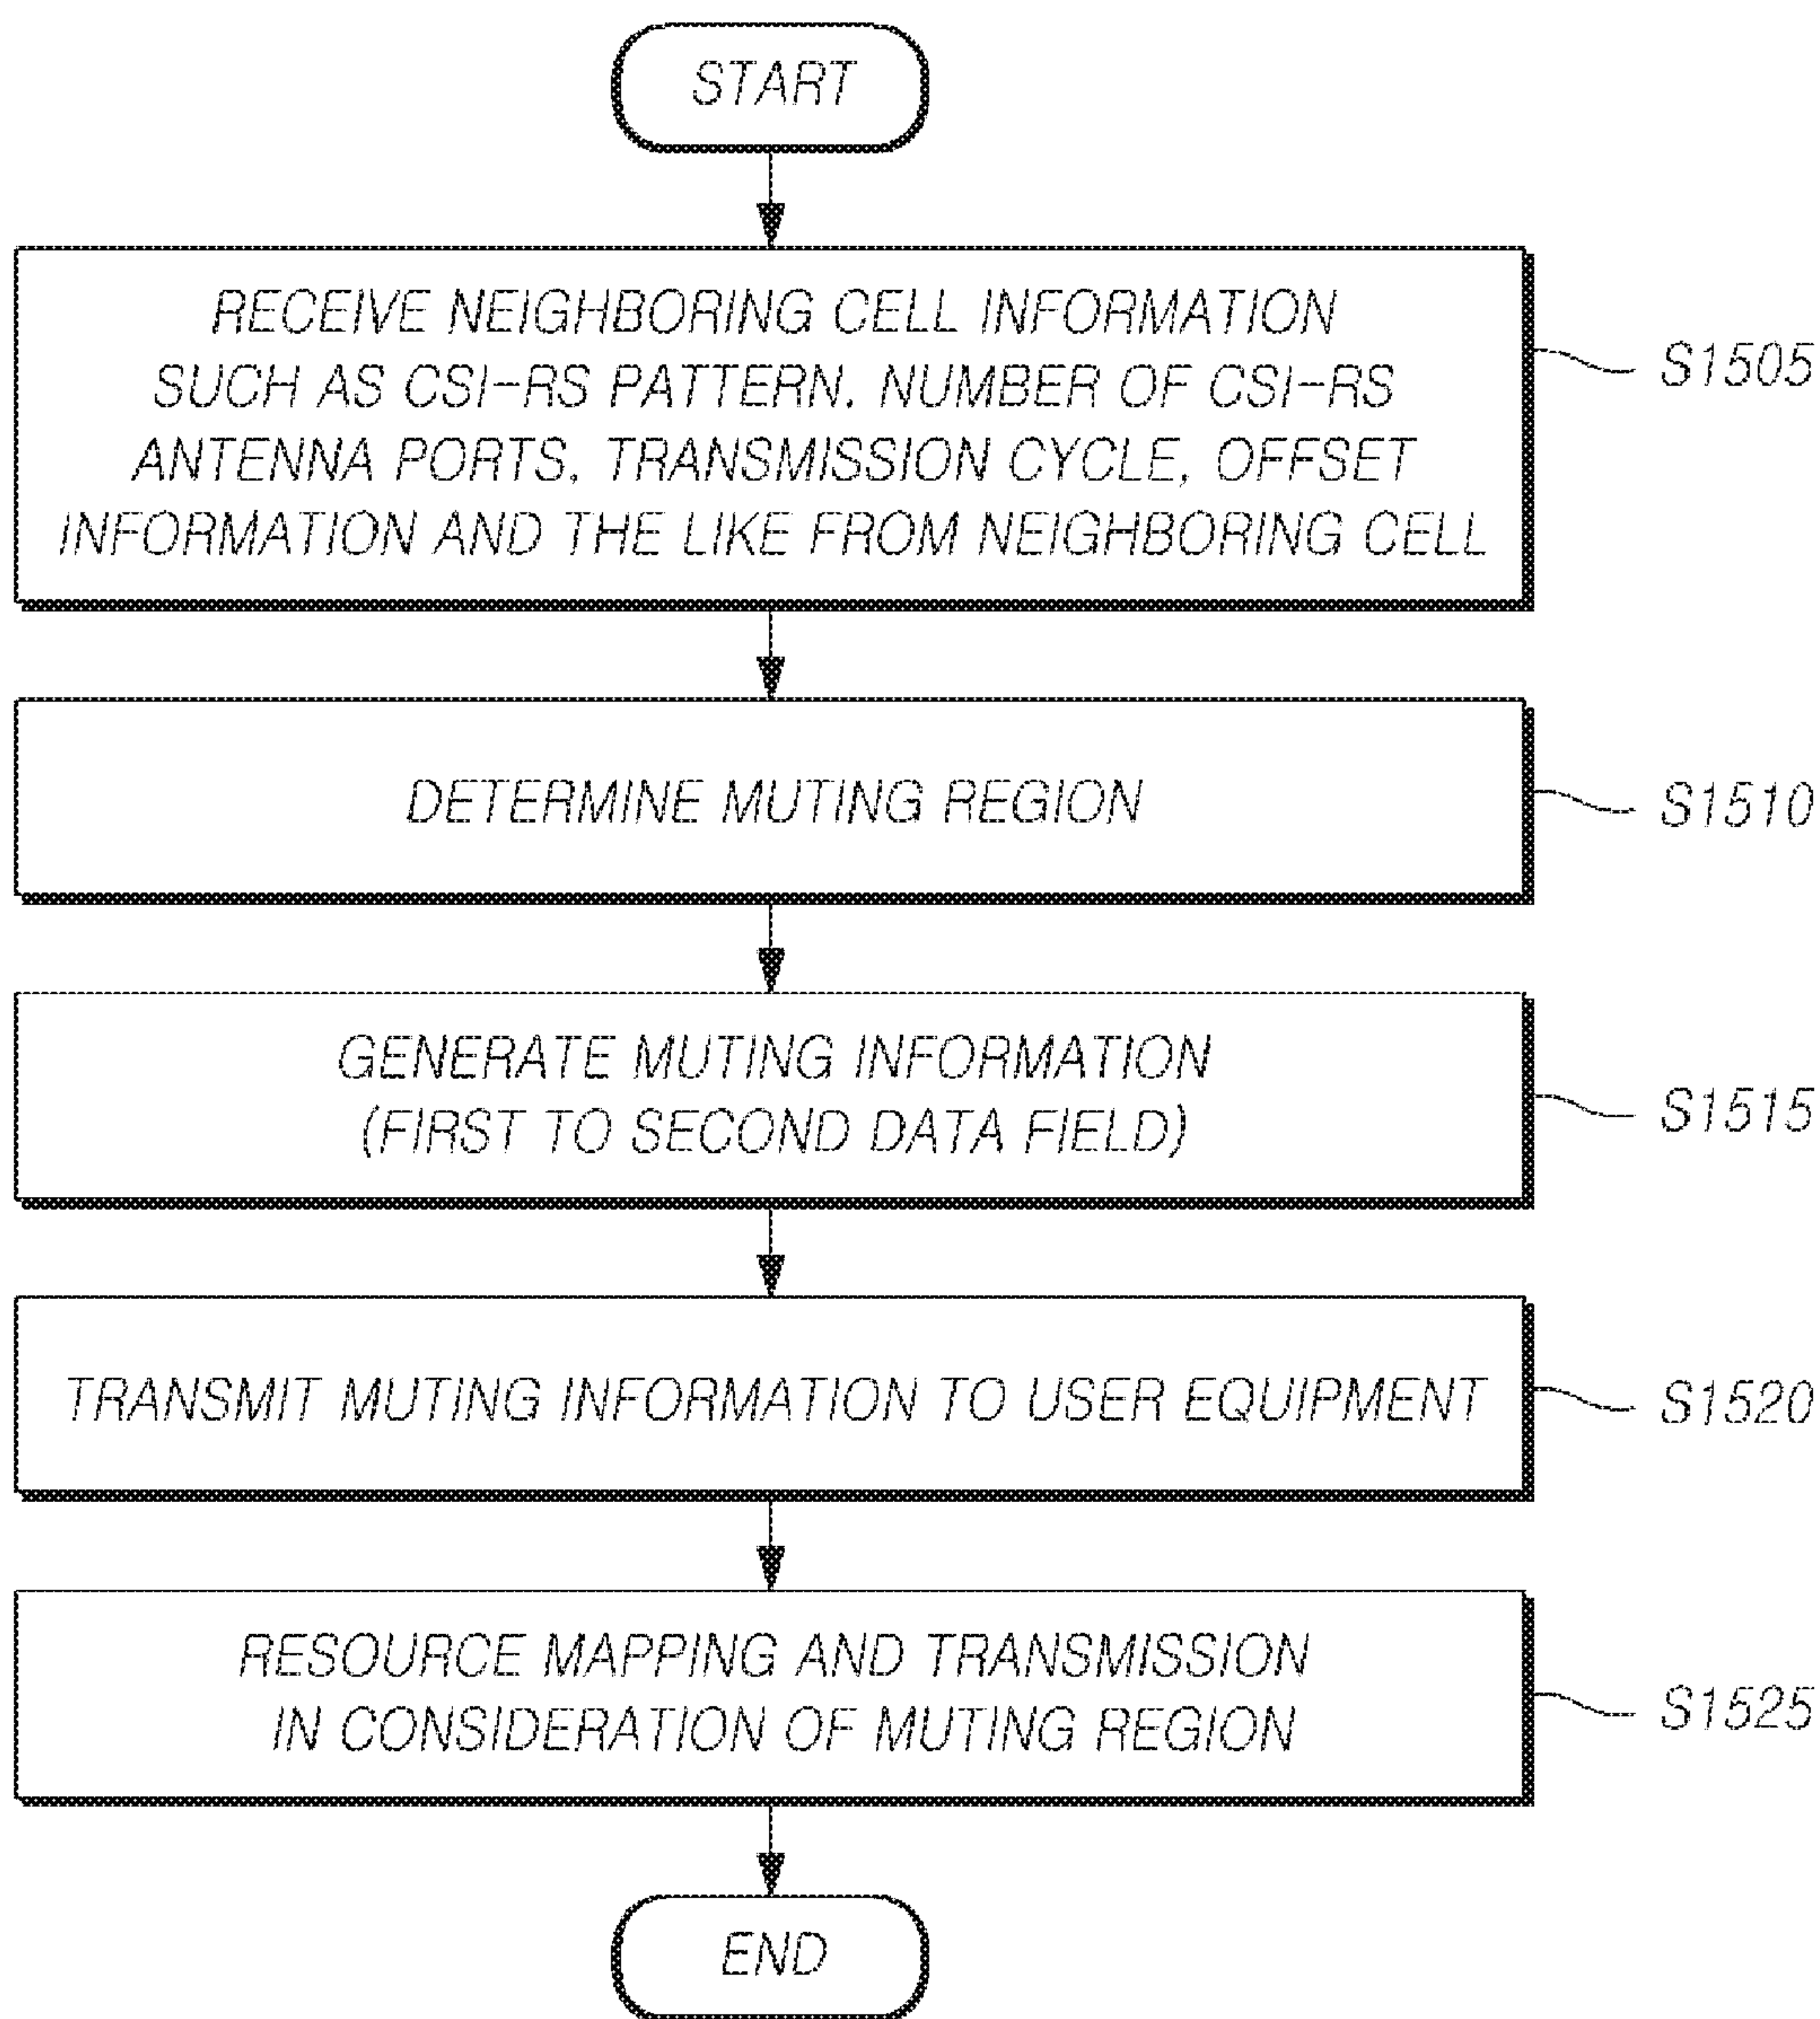 START
RECEIVE NEIGHBORING CELL INFORMATION
SUCH AS CSI-RS PATTERN, NUMBER OF CSI-RS
ANTENNA PORTS, TRANSMISSION CYCLE, OFFSET
INFORMATION AND THE LIKE FROM NEIGHBORING CELL
S1505
DETERMINE MUTING REGION
S1510
GENERATE MUTING INFORMATION
(FIRST TO SECOND DATA FIELD)
S1515
TRANSMIT MUTING INFORMATION TO USER EQUIPMENT
S1520
RESOURCE MAPPING AND TRANSMISSION
IN CONSIDERATION OF MUTING REGION
S1525
END